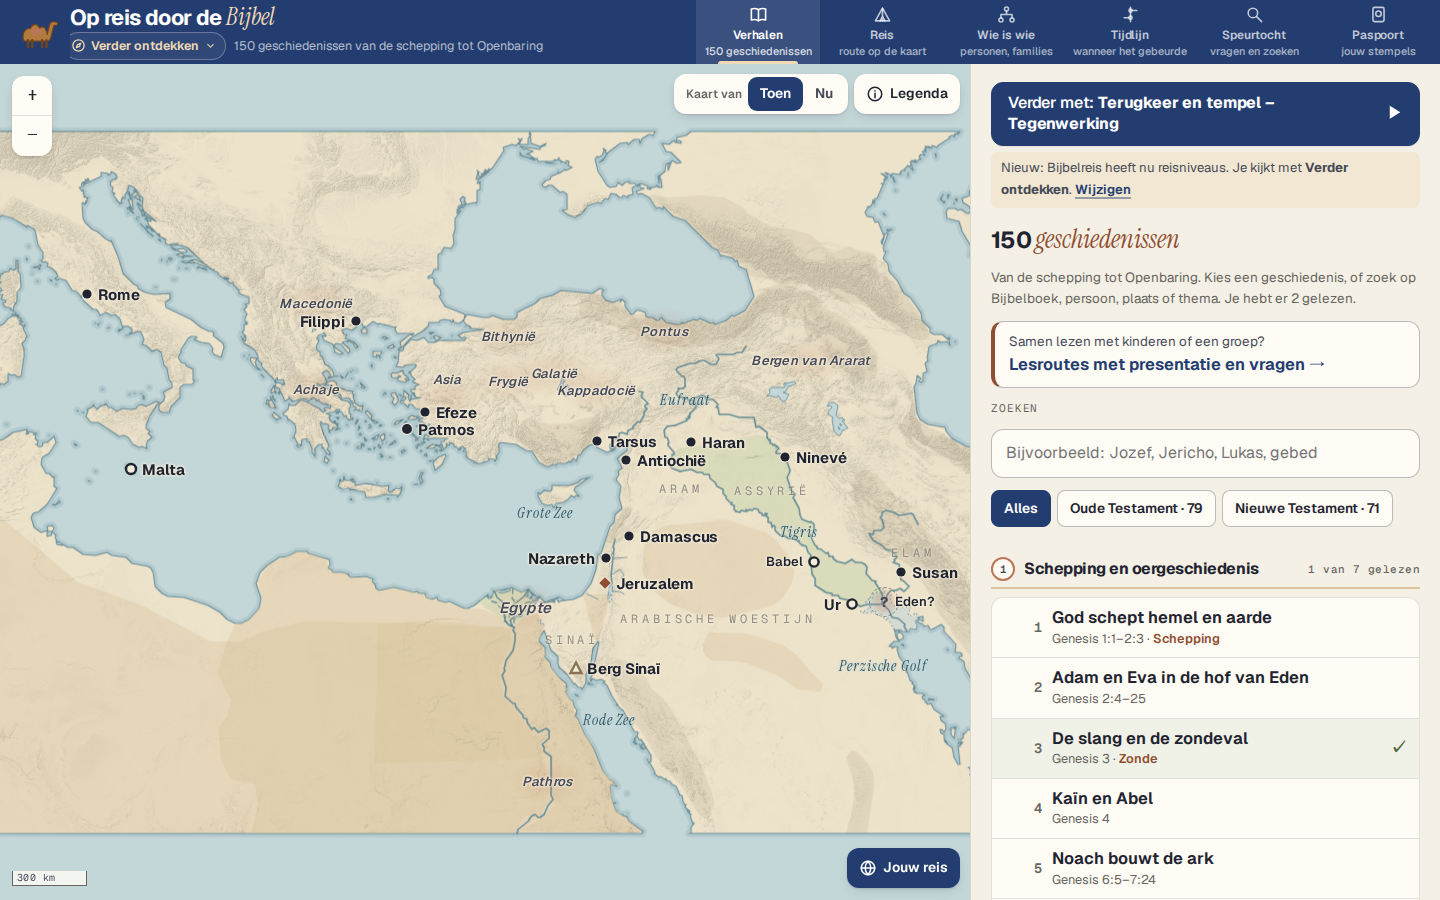 Op reis door de Bijbel
Verder ontdekken
150 geschiedenissen van de schepping tot Openbaring
Verhalen
150 geschiedenissen
Reis
route op de kaart
Wie is wie
personen, families
Tijdlijn
wanneer het gebeurde
Speurtocht
vragen en zoeken
Paspoort
jouw stempels
+
−
Kaart van Toen Nu
Legenda
Rome
Macedonië
Filippi
Bithynië
Pontus
Bergen van Ararat
Achaje
Asia
Frygië
Galatië
Kappadocië
Eufraat
Efeze
Patmos
Malta
Tarsus
Haran
Antiochië
Ninevé
ARAM
ASSYRIË
Grote Zee
Tigris
Damascus
Nazareth
Babel
ELAM
Susan
Jeruzalem
Egypte
Ur
? Eden?
ARABISCHE WOESTIJN
SINAÏ
Berg Sinaï
Perzische Golf
Rode Zee
Pathros
300 km
Jouw reis
Verder met: Terugkeer en tempel –
Tegenwerking
Nieuw: Bijbelreis heeft nu reisniveaus. Je kijkt met Verder
ontdekken. Wijzigen
150 geschiedenissen
Van de schepping tot Openbaring. Kies een geschiedenis, of zoek op
Bijbelboek, persoon, plaats of thema. Je hebt er 2 gelezen.
Samen lezen met kinderen of een groep?
Lesroutes met presentatie en vragen →
ZOEKEN
Bijvoorbeeld: Jozef, Jericho, Lukas, gebed
Alles
Oude Testament · 79
Nieuwe Testament · 71
1 Schepping en oergeschiedenis 1 van 7 gelezen
1 God schept hemel en aarde
Genesis 1:1–2:3 · Schepping
2 Adam en Eva in de hof van Eden
Genesis 2:4–25
3 De slang en de zondeval ✓
Genesis 3 · Zonde
4 Kaïn en Abel
Genesis 4
5 Noach bouwt de ark
Genesis 6:5–7:24